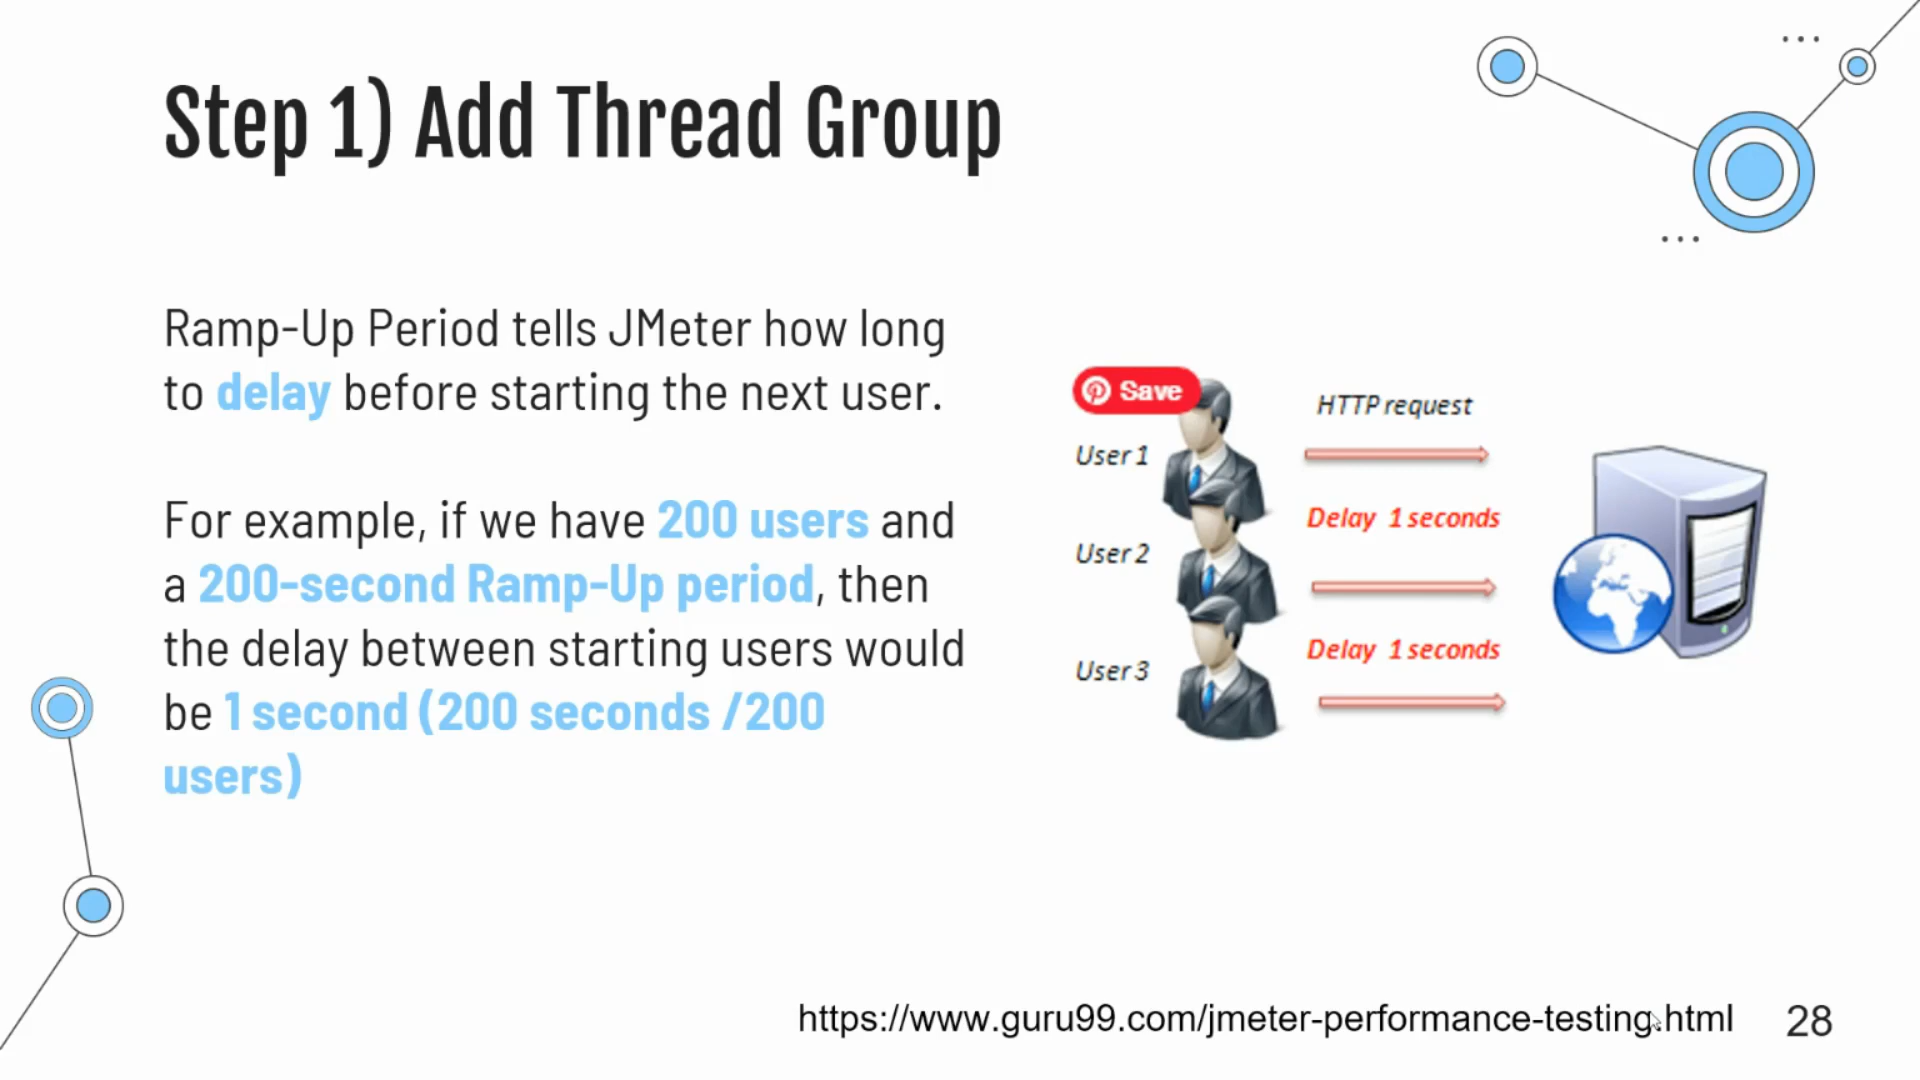 Step 1) Add Thread Group
Ramp-Up Period tells JMeter how long
to delay before starting the next user.
For example, if we have 200 users and
a 200-second Ramp-Up period, then
the delay between starting users would
be 1 second (200 seconds /200
users)
Save
HTTP request
User 1
Delay 1 seconds
User 2
Delay 1 seconds
User 3
https://www.guru99.com/jmeter-performance-testing.html
28